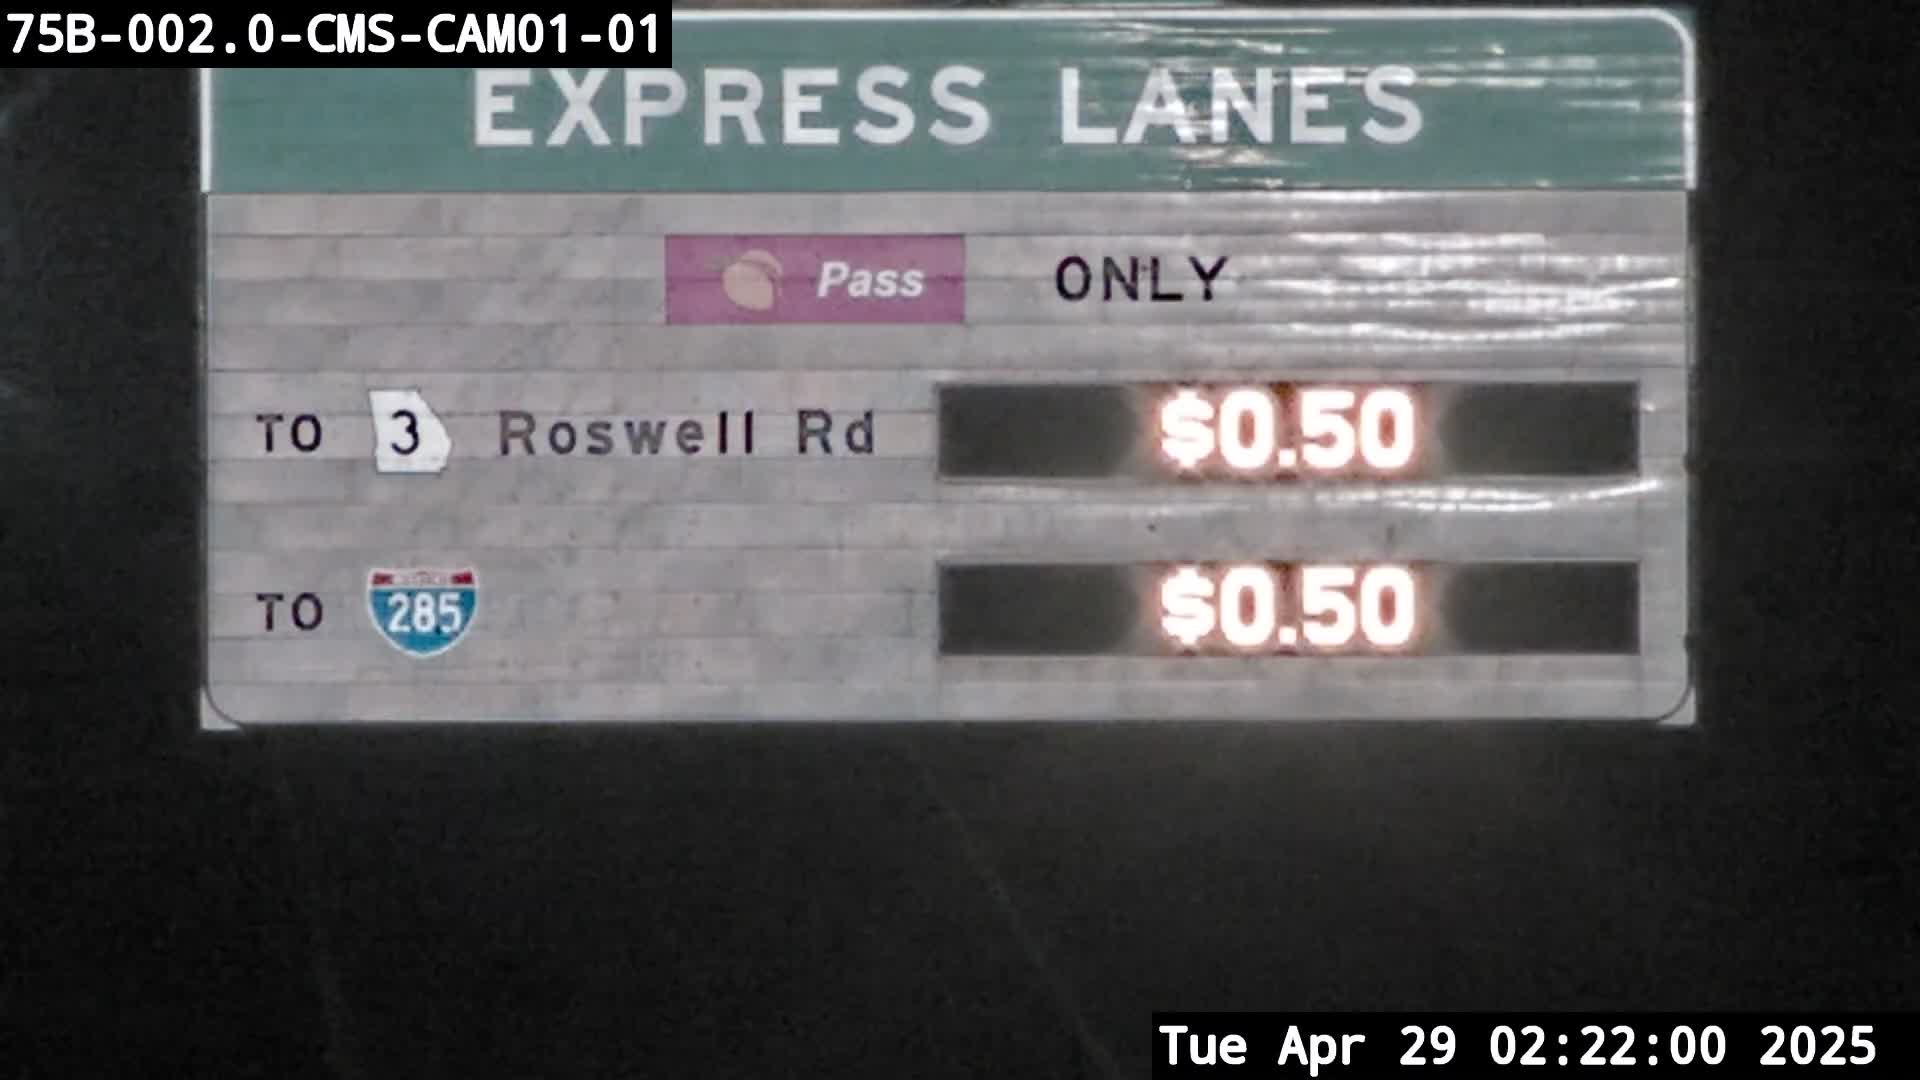 75B-002.0-CMS-CAM01-01
EXPRESS LANES
Pass ONLY
TO 3 Roswell Rd $0.50
TO 285 $0.50
Tue Apr 29 02:22:00 2025